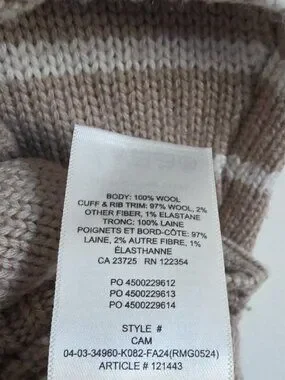 BODY: 100% WOOL
CUFF & RIB TRIM: 97% WOOL, 2%
OTHER FIBER, 1% ELASTANE
TRONC: 100% LAINE
POIGNETS ET BORD-CÔTE: 97%
LAINE, 2% AUTRE FIBRE, 1%
ÉLASTHANNE
CA 23725 RN 122354
PO 4500229612
PO 4500229613
PO 4500229614
STYLE #
CAM
04-03-34960-K082-FA24(RMG0524)
ARTICLE # 121443